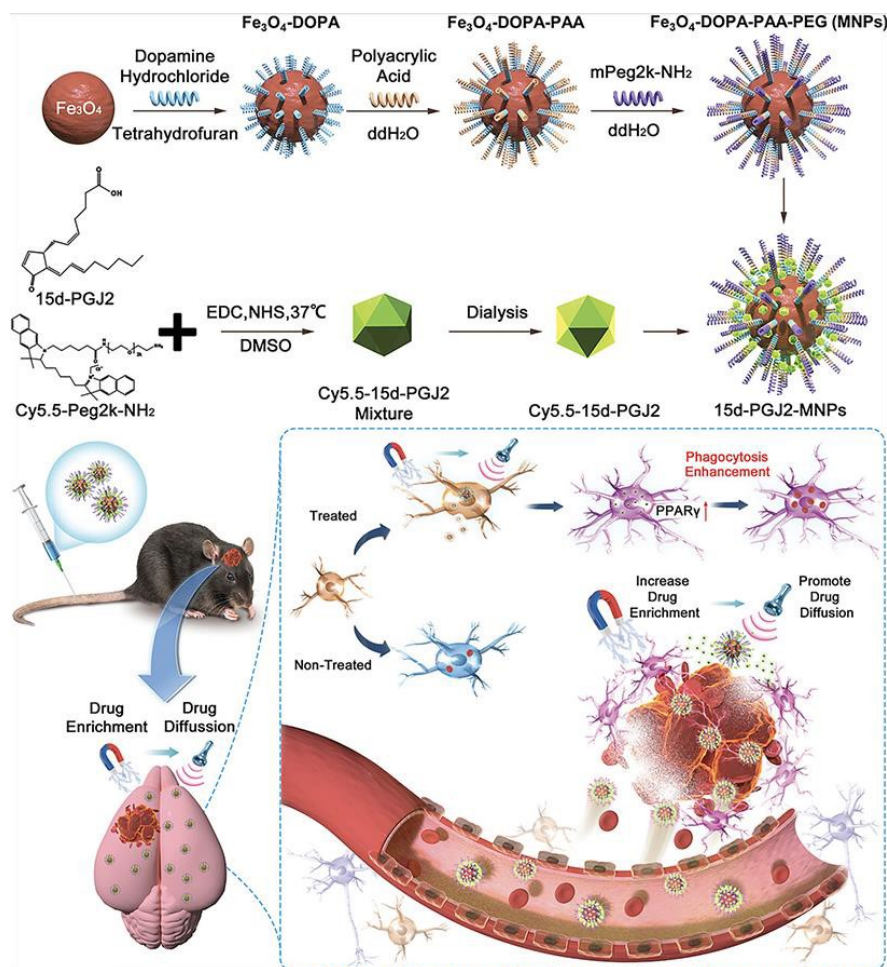 Fe₃O₄-DOPA
Fe₃O₄-DOPA-PAA
Fe₃O₄-DOPA-PAA-PEG (MNPs)
Dopamine
Hydrochloride
Polyacrylic
Acid
mPeg2k-NH₂
Fe₃O₄
Tetrahydrofuran
ddH₂O
ddH₂O
O
OH
O
15d-PGJ2
EDC,NHS,37℃
DMSO
Dialysis
Cy5.5-Peg2k-NH₂
Cy5.5-15d-PGJ2
Mixture
Cy5.5-15d-PGJ2
15d-PGJ2-MNPs
Treated
Phagocytosis
Enhancement
PPARγ
Increase
Drug
Enrichment
Promote
Drug
Diffusion
Non-Treated
Drug
Enrichment
Drug
Diffussion